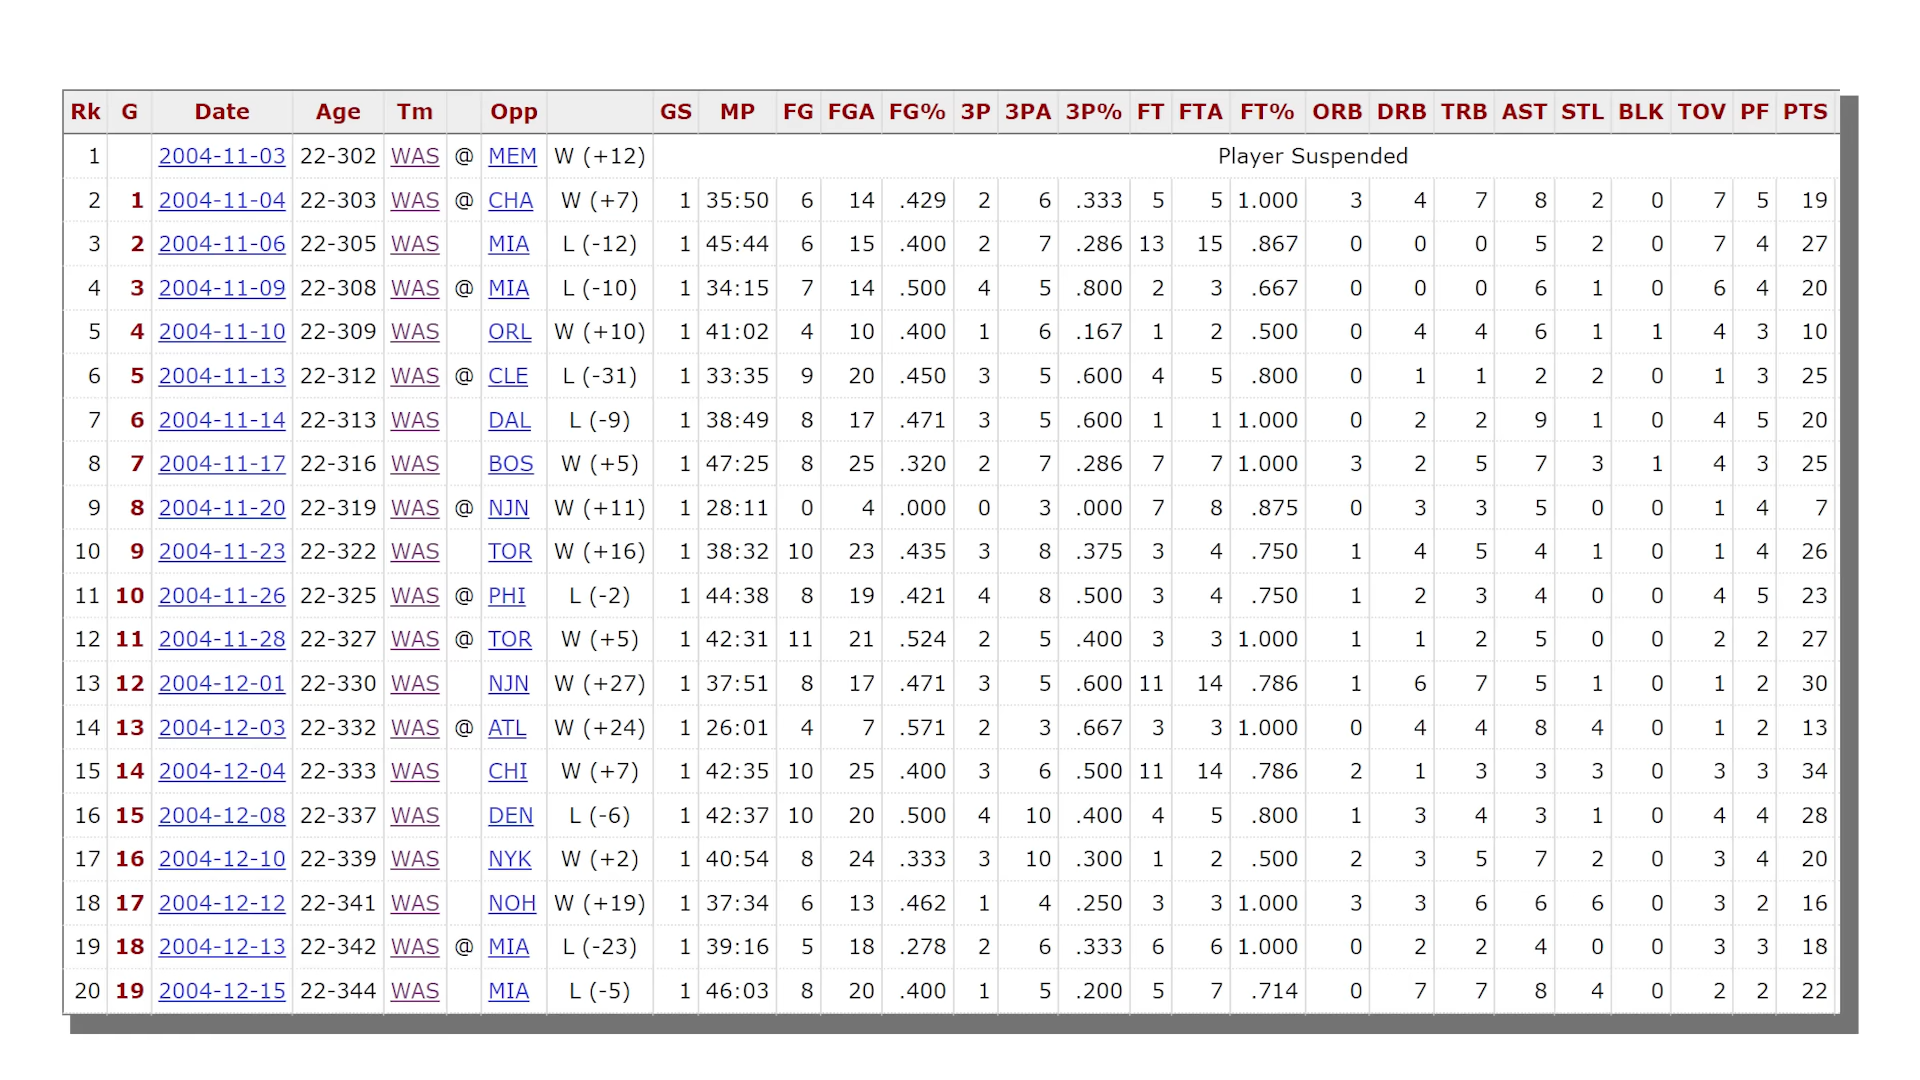 Rk G Date Age Tm Opp GS MP FG FGA FG% 3P 3PA 3P% FT FTA FT% ORB DRB TRB AST STL BLK TOV PF PTS
1 2004-11-03 22-302 WAS @ MEM W (+12) Player Suspended
2 1 2004-11-04 22-303 WAS @ CHA W (+7) 1 35:50 6 14 .429 2 6 .333 5 5 1.000 3 4 7 8 2 0 7 5 19
3 2 2004-11-06 22-305 WAS MIA L (-12) 1 45:44 6 15 .400 2 7 .286 13 15 .867 0 0 0 5 2 0 7 4 27
4 3 2004-11-09 22-308 WAS @ MIA L (-10) 1 34:15 7 14 .500 4 5 .800 2 3 .667 0 0 0 6 1 0 6 4 20
5 4 2004-11-10 22-309 WAS ORL W (+10) 1 41:02 4 10 .400 1 6 .167 1 2 .500 0 4 4 6 1 1 4 3 10
6 5 2004-11-13 22-312 WAS @ CLE L (-31) 1 33:35 9 20 .450 3 5 .600 4 5 .800 0 1 1 2 2 0 1 3 25
7 6 2004-11-14 22-313 WAS DAL L (-9) 1 38:49 8 17 .471 3 5 .600 1 1 1.000 0 2 2 9 1 0 4 5 20
8 7 2004-11-17 22-316 WAS BOS W (+5) 1 47:25 8 25 .320 2 7 .286 7 7 1.000 3 2 5 7 3 1 4 3 25
9 8 2004-11-20 22-319 WAS @ NJN W (+11) 1 28:11 0 4 .000 0 3 .000 7 8 .875 0 3 3 5 0 0 1 4 7
10 9 2004-11-23 22-322 WAS TOR W (+16) 1 38:32 10 23 .435 3 8 .375 3 4 .750 1 4 5 4 1 0 1 4 26
11 10 2004-11-26 22-325 WAS @ PHI L (-2) 1 44:38 8 19 .421 4 8 .500 3 4 .750 1 2 3 4 0 0 4 5 23
12 11 2004-11-28 22-327 WAS @ TOR W (+5) 1 42:31 11 21 .524 2 5 .400 3 3 1.000 1 1 2 5 0 0 2 2 27
13 12 2004-12-01 22-330 WAS NJN W (+27) 1 37:51 8 17 .471 3 5 .600 11 14 .786 1 6 7 5 1 0 1 2 30
14 13 2004-12-03 22-332 WAS @ ATL W (+24) 1 26:01 4 7 .571 2 3 .667 3 3 1.000 0 4 4 8 4 0 1 2 13
15 14 2004-12-04 22-333 WAS CHI W (+7) 1 42:35 10 25 .400 3 6 .500 11 14 .786 2 1 3 3 3 0 3 3 34
16 15 2004-12-08 22-337 WAS DEN L (-6) 1 42:37 10 20 .500 4 10 .400 4 5 .800 1 3 4 3 1 0 4 4 28
17 16 2004-12-10 22-339 WAS NYK W (+2) 1 40:54 8 24 .333 3 10 .300 1 2 .500 2 3 5 7 2 0 3 4 20
18 17 2004-12-12 22-341 WAS NOH W (+19) 1 37:34 6 13 .462 1 4 .250 3 3 1.000 3 3 6 6 6 0 3 2 16
19 18 2004-12-13 22-342 WAS @ MIA L (-23) 1 39:16 5 18 .278 2 6 .333 6 6 1.000 0 2 2 4 0 0 3 3 18
20 19 2004-12-15 22-344 WAS MIA L (-5) 1 46:03 8 20 .400 1 5 .200 5 7 .714 0 7 7 8 4 0 2 2 22